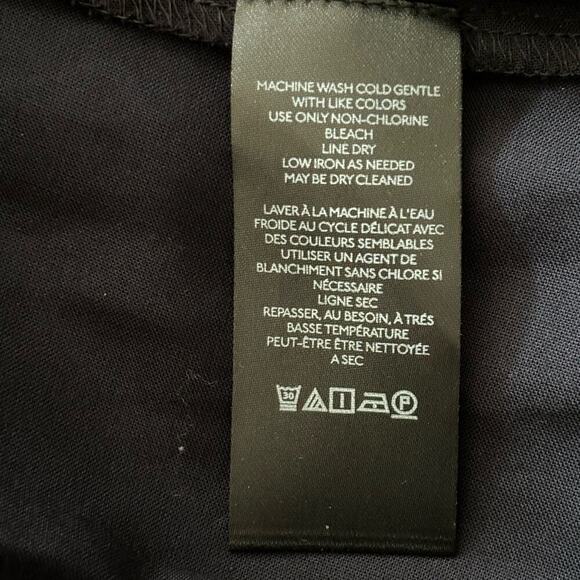 MACHINE WASH COLD GENTLE
WITH LIKE COLORS
USE ONLY NON-CHLORINE
BLEACH
LINE DRY
LOW IRON AS NEEDED
MAY BE DRY CLEANED
LAVER À LA MACHINE À L'EAU
FROIDE AU CYCLE DÉLICAT AVEC
DES COULEURS SEMBLABLES
UTILISER UN AGENT DE
BLANCHIMENT SANS CHLORE SI
NÉCESSAIRE
LIGNE SEC
REPASSER, AU BESOIN, À TRÉS
BASSE TEMPÉRATURE
PEUT-ÊTRE ÊTRE NETTOYÉE
A SEC
30 P